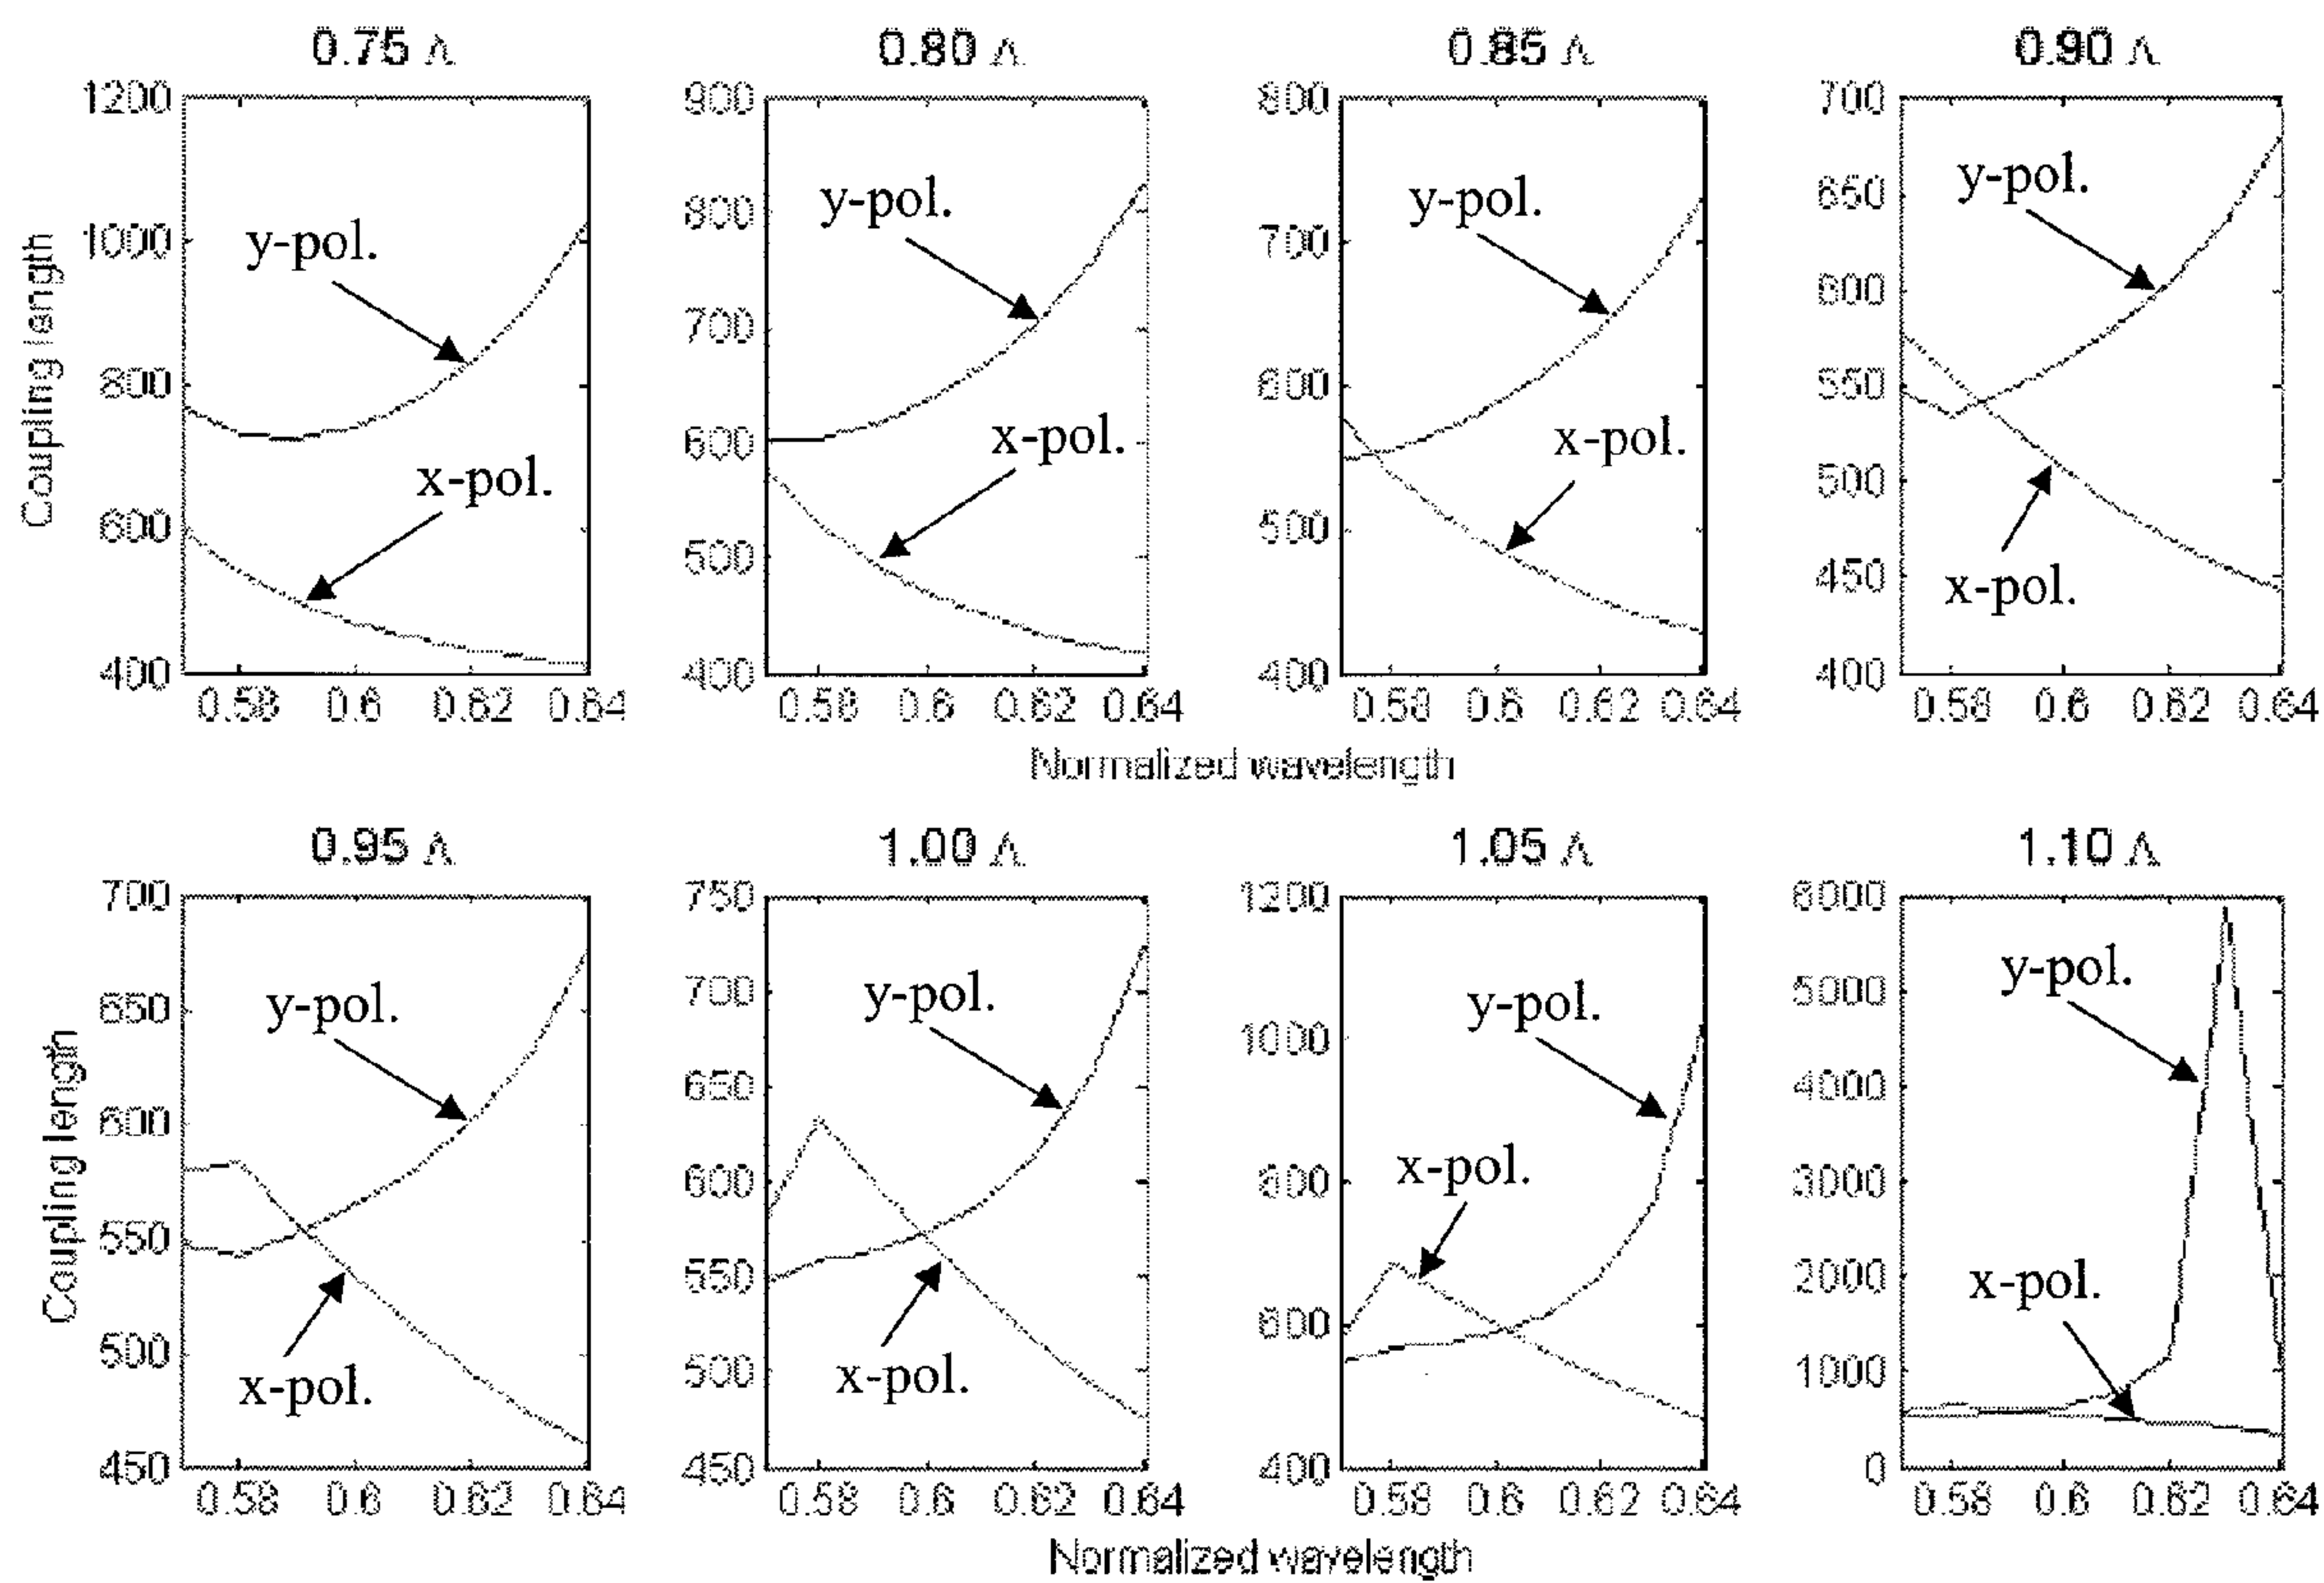 0.75 Λ
0.80 Λ
0.85 Λ
0.90 Λ
Coupling length
1200
1000
800
600
400
y-pol.
x-pol.
0.58 0.6 0.62 0.64
900
800
700
600
500
400
y-pol.
x-pol.
0.58 0.6 0.62 0.64
800
700
600
500
400
y-pol.
x-pol.
0.58 0.6 0.62 0.64
700
650
600
550
500
450
400
y-pol.
x-pol.
0.58 0.6 0.62 0.64
Normalized wavelength
0.95 Λ
1.00 Λ
1.05 Λ
1.10 Λ
Coupling length
700
650
600
550
500
450
y-pol.
x-pol.
0.58 0.6 0.62 0.64
750
700
650
600
550
500
450
y-pol.
x-pol.
0.58 0.6 0.62 0.64
1200
1000
800
600
400
y-pol.
x-pol.
0.58 0.6 0.62 0.64
6000
5000
4000
3000
2000
1000
0
y-pol.
x-pol.
0.58 0.6 0.62 0.64
Normalized wavelength